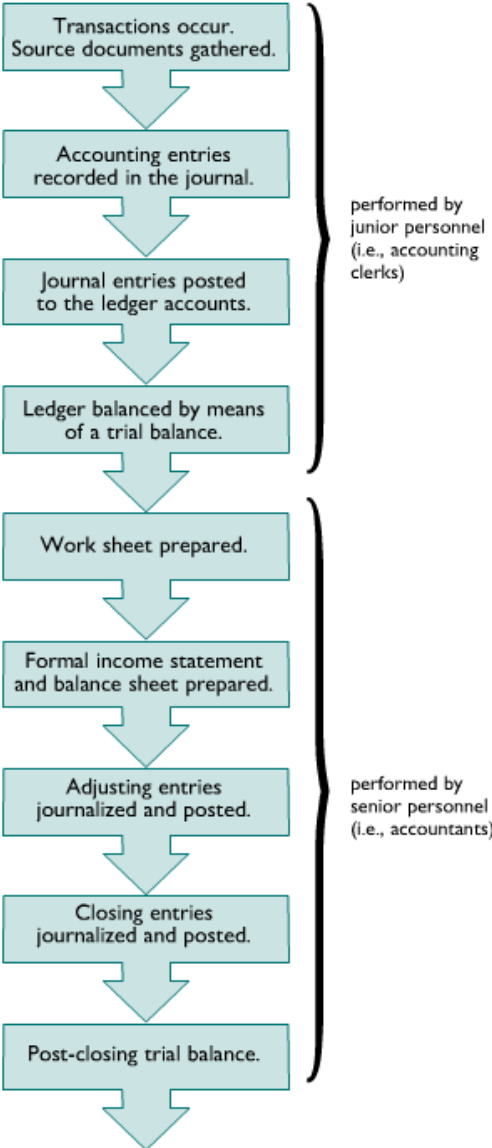 Transactions occur.
Source documents gathered.
Accounting entries
recorded in the journal.
performed by
junior personnel
(i.e., accounting
clerks)
Journal entries posted
to the ledger accounts.
Ledger balanced by means
of a trial balance.
Work sheet prepared.
Formal income statement
and balance sheet prepared.
Adjusting entries
journalized and posted.
performed by
senior personnel
(i.e., accountants)
Closing entries
journalized and posted.
Post-closing trial balance.